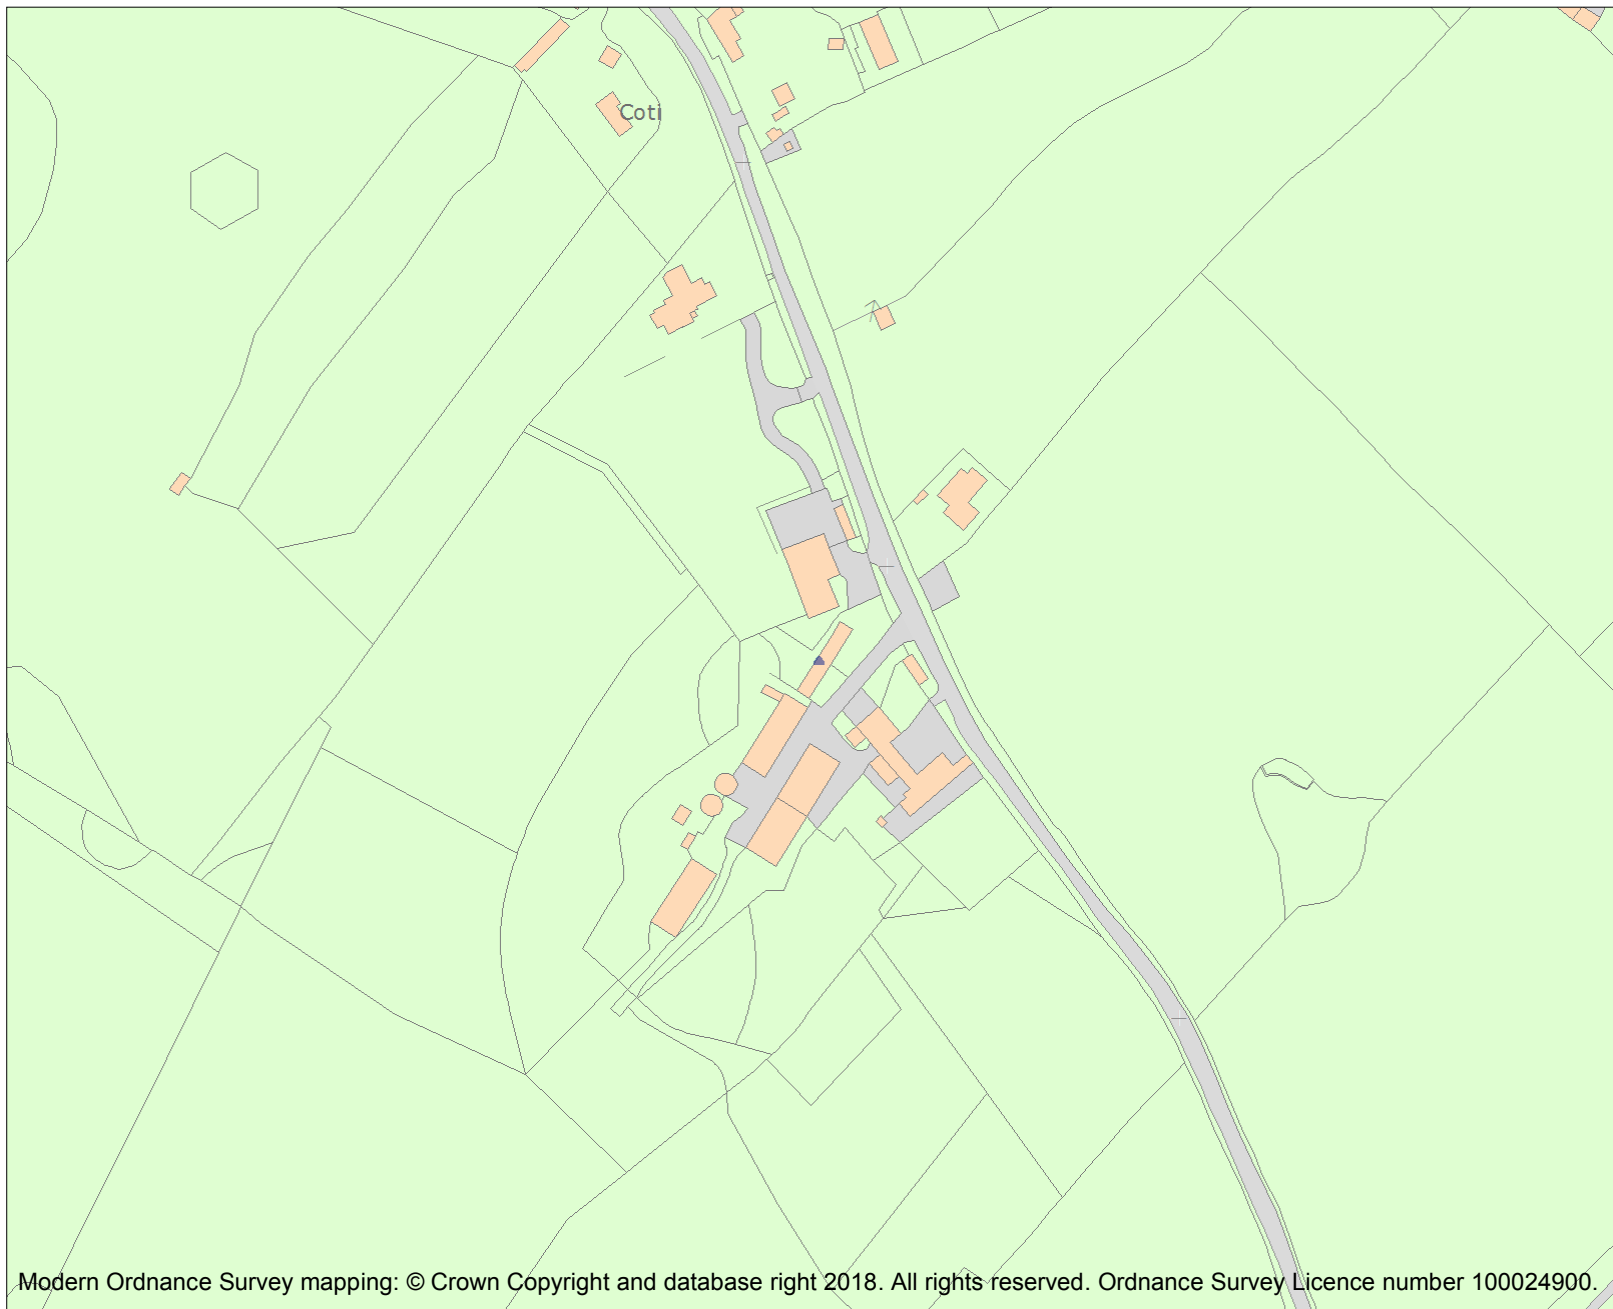 Coti
Modern Ordnance Survey mapping: © Crown Copyright and database right 2018. All rights reserved. Ordnance Survey Licence number 100024900.